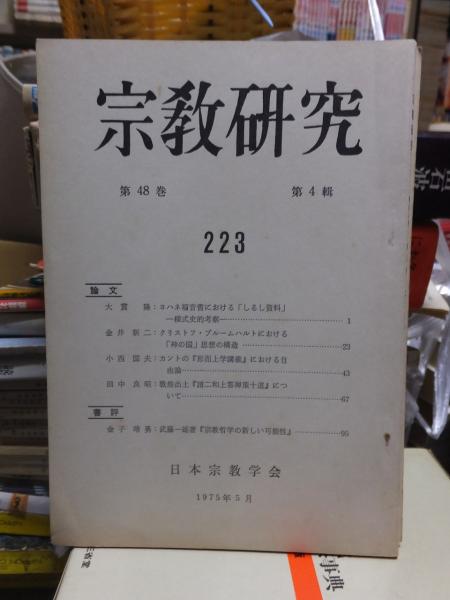 宗教研究
第48巻 第4輯
223
論文
大貫 隆：ヨハネ福音書における「しるし資料」
―様式史的考察―……1
金井新二：クリストフ・ブルームハルトにおける
「神の国」思想の構造……23
小西国夫：カントの『形而上学講義』における自
由論……43
田中良昭：敦煌出土『請二和上答禅策十道』につ
いて……67
書評
金子晴勇：武藤一雄著『宗教哲学の新しい可能性』……95
日本宗教学会
1975年5月
事典
三省堂